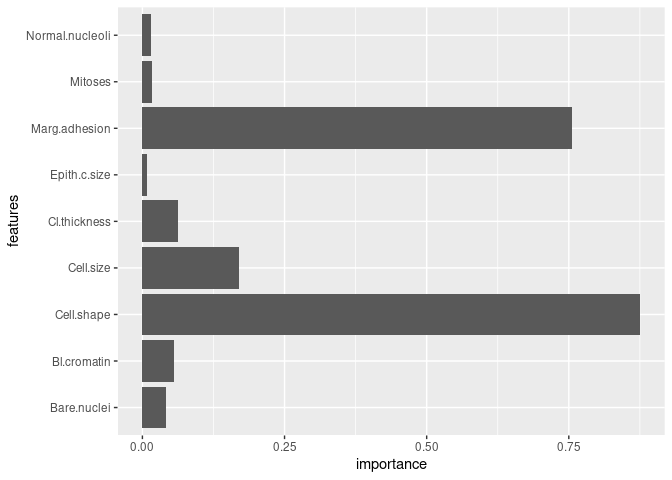 Normal.nucleoli
Mitoses
Marg.adhesion
Epith.c.size
Cl.thickness
Cell.size
Cell.shape
Bl.cromatin
Bare.nuclei
features
0.00 0.25 0.50 0.75
importance